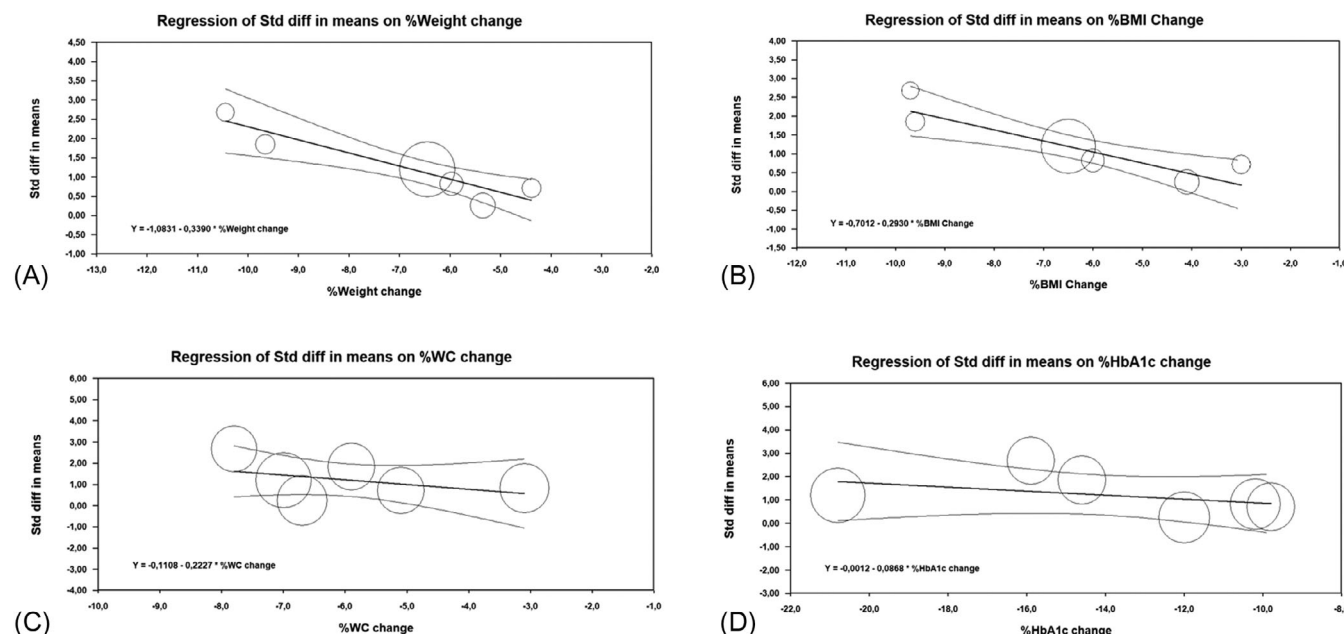 Regression of Std diff in means on %Weight change
4,50
4,00
3,50
3,00
2,50
2,00
1,50
1,00
0,50
0,00
-0,50
-1,00
Std diff in means
Y = -1,0831 - 0,3390 * %Weight change
-13,0 -12,0 -11,0 -10,0 -9,0 -8,0 -7,0 -6,0 -5,0 -4,0 -3,0 -2,0
%Weight change
(A)
Regression of Std diff in means on %BMI Change
4,00
3,50
3,00
2,50
2,00
1,50
1,00
0,50
0,00
-0,50
-1,00
-1,50
Std diff in means
Y = -0,7012 - 0,2930 * %BMI Change
-12,0 -11,0 -10,0 -9,0 -8,0 -7,0 -6,0 -5,0 -4,0 -3,0 -2,0 -1,0
%BMI Change
(B)
Regression of Std diff in means on %WC change
6,00
5,00
4,00
3,00
2,00
1,00
0,00
-1,00
-2,00
-3,00
-4,00
Std diff in means
Y = -0,1108 - 0,2227 * %WC change
-10,0 -9,0 -8,0 -7,0 -6,0 -5,0 -4,0 -3,0 -2,0 -1,0
%WC change
(C)
Regression of Std diff in means on %HbA1c change
6,00
5,00
4,00
3,00
2,00
1,00
0,00
-1,00
-2,00
-3,00
Std diff in means
Y = -0,0012 - 0,0868 * %HbA1c change
-22,0 -20,0 -18,0 -16,0 -14,0 -12,0 -10,0
%HbA1c change
(D)